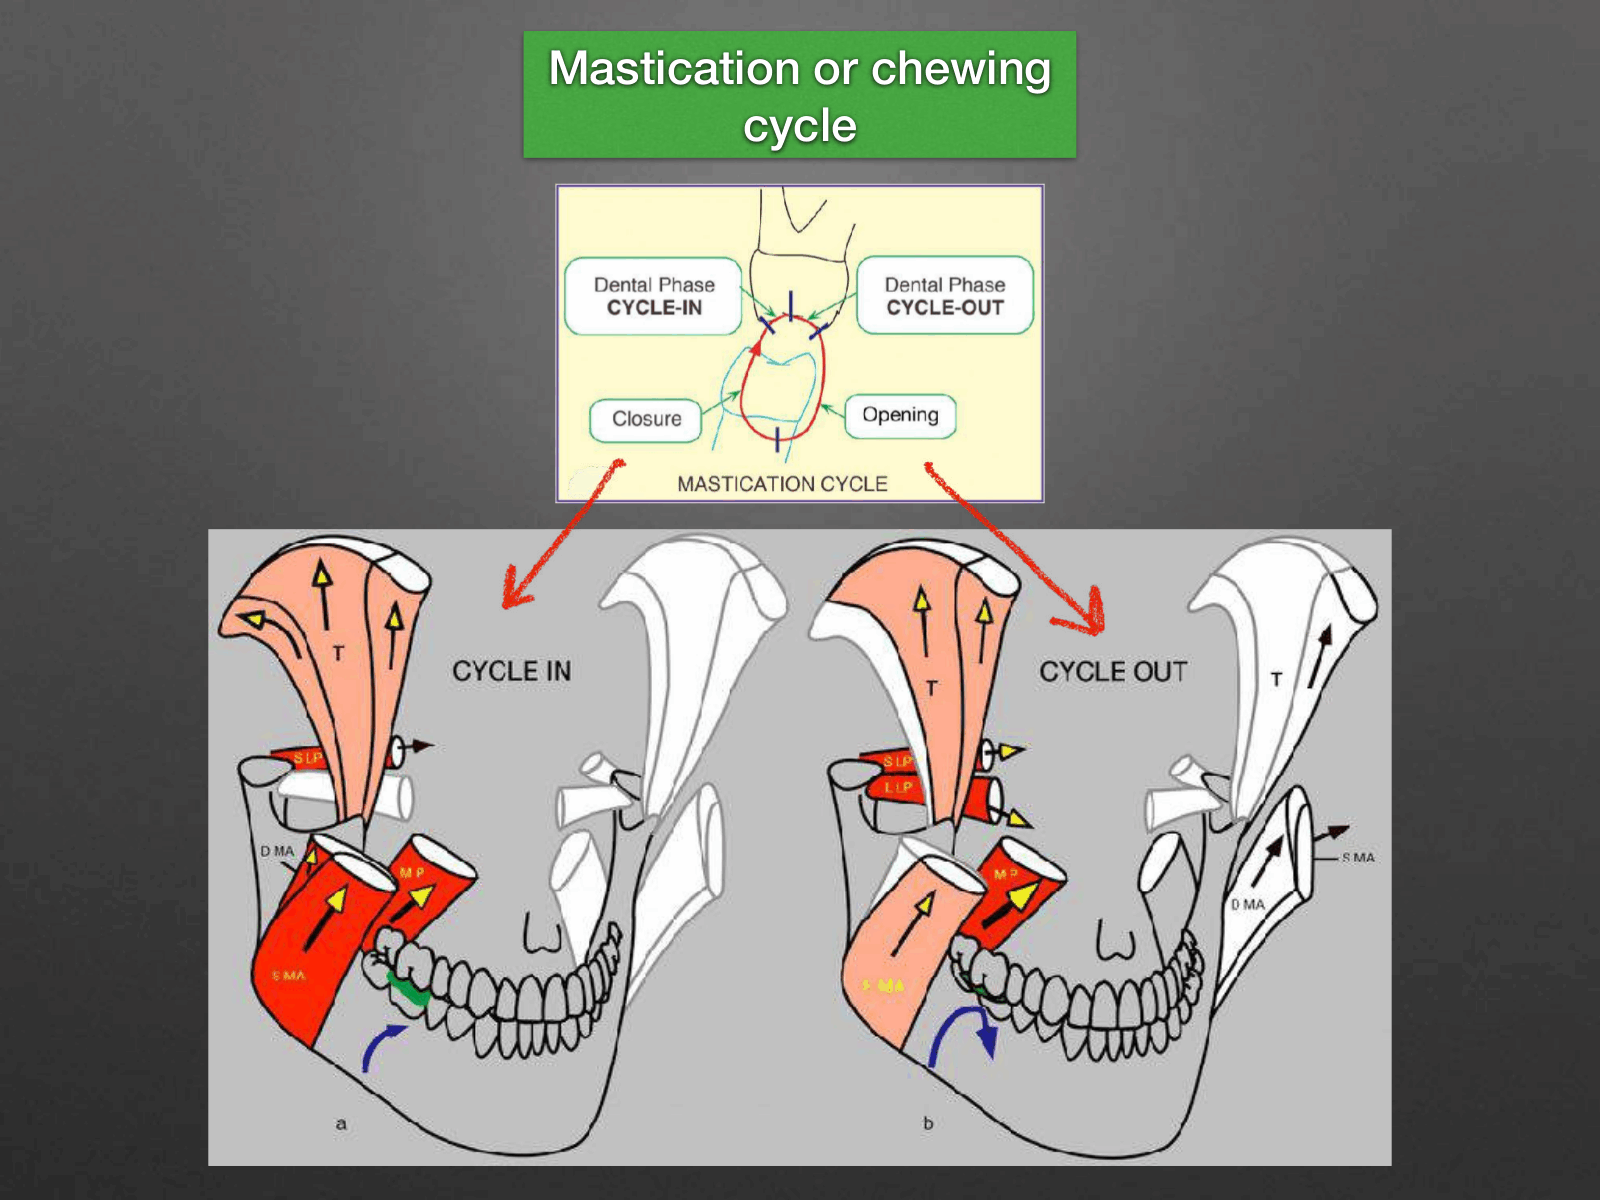 Mastication or chewing
cycle
Dental Phase
CYCLE-IN
Dental Phase
CYCLE-OUT
Closure
Opening
MASTICATION CYCLE
CYCLE IN
T
S LP
D MA
M P
S MA
a
CYCLE OUT
T
T
S LP
I LP
M P
S MA
D MA
b